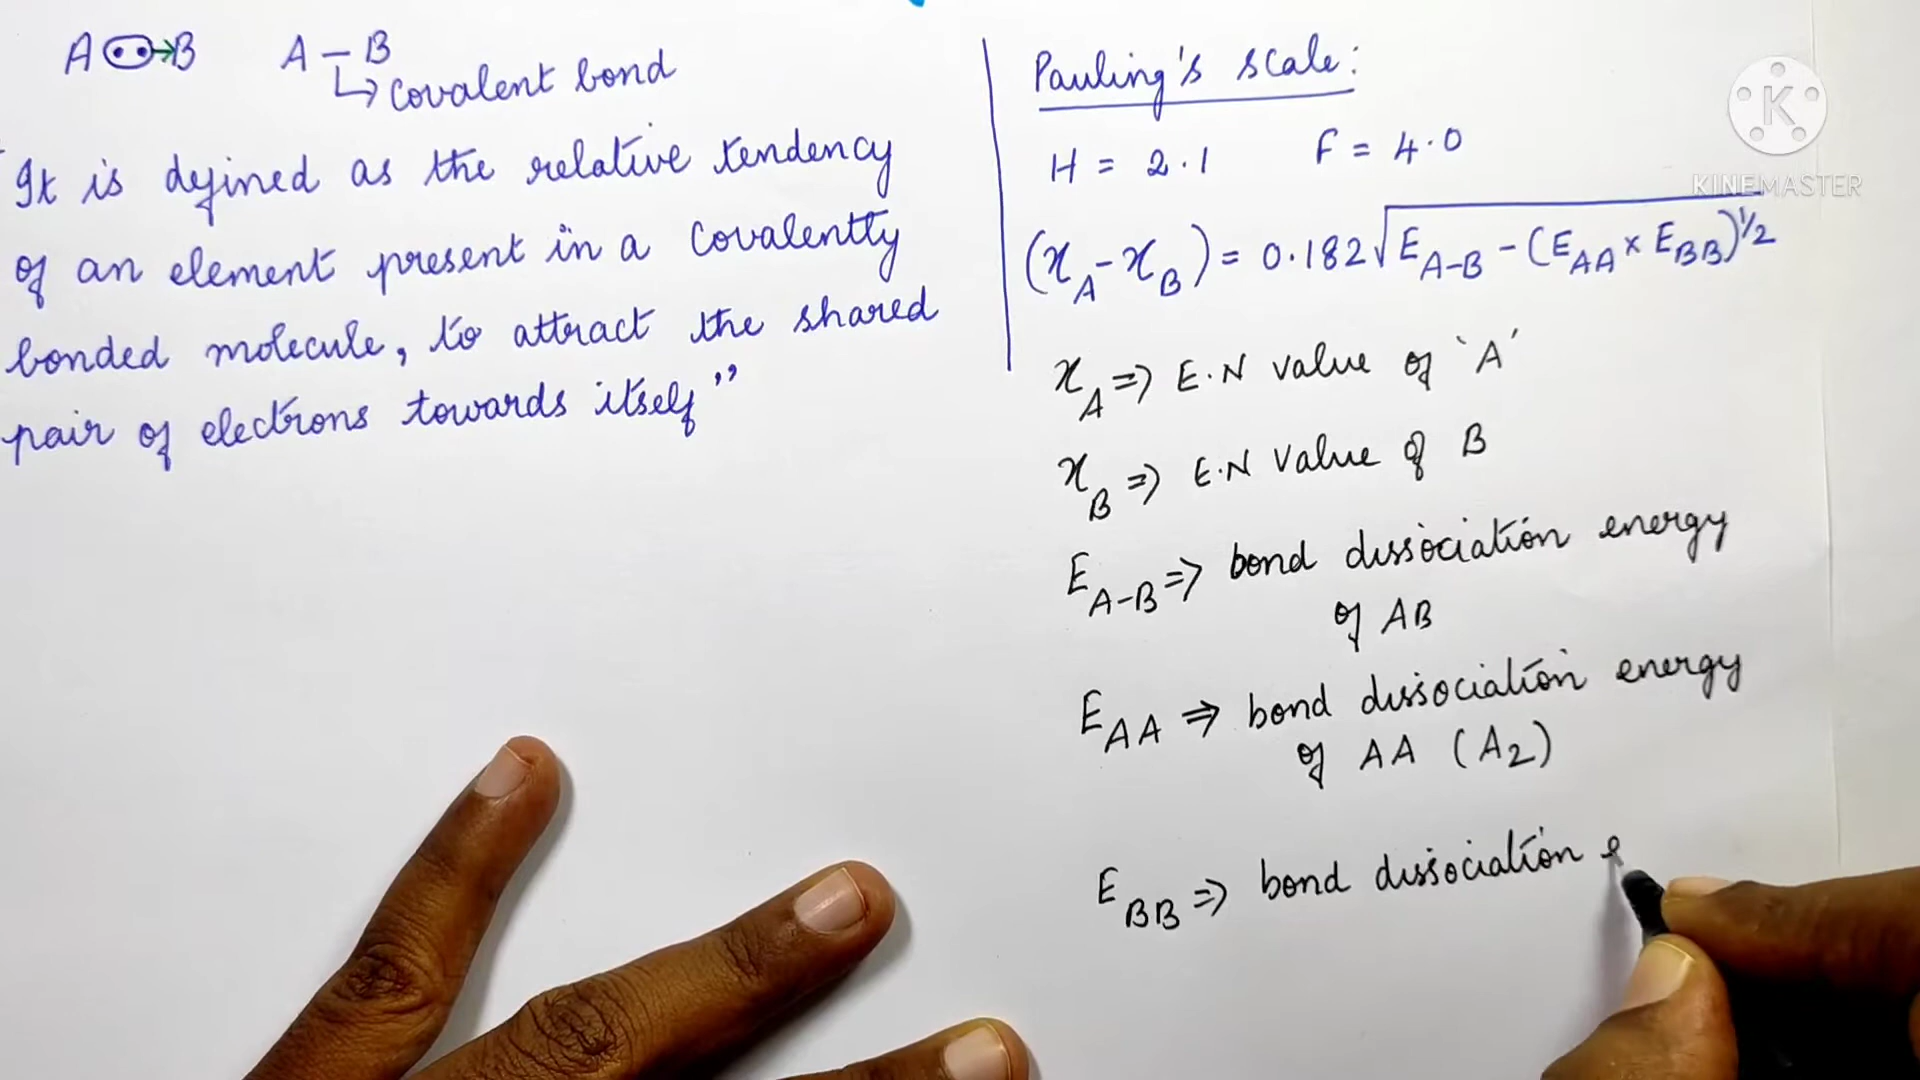 A B A – B
↳ Covalent bond
It is defined as the relative tendency
of an element present in a covalently
bonded molecule, to attract the shared
pair of electrons towards itself"
Pauling's scale:
H = 2.1 F = 4.0
(x_A - x_B) = 0.182√E_A-B - (E_AA × E_BB)^1/2
x_A ⇒ E.N value of 'A'
x_B ⇒ E.N value of B
E_A-B ⇒ bond dissociation energy
of AB
E_AA ⇒ bond dissociation energy
of AA (A2)
E_BB ⇒ bond dissociation e
K
KINEMASTER